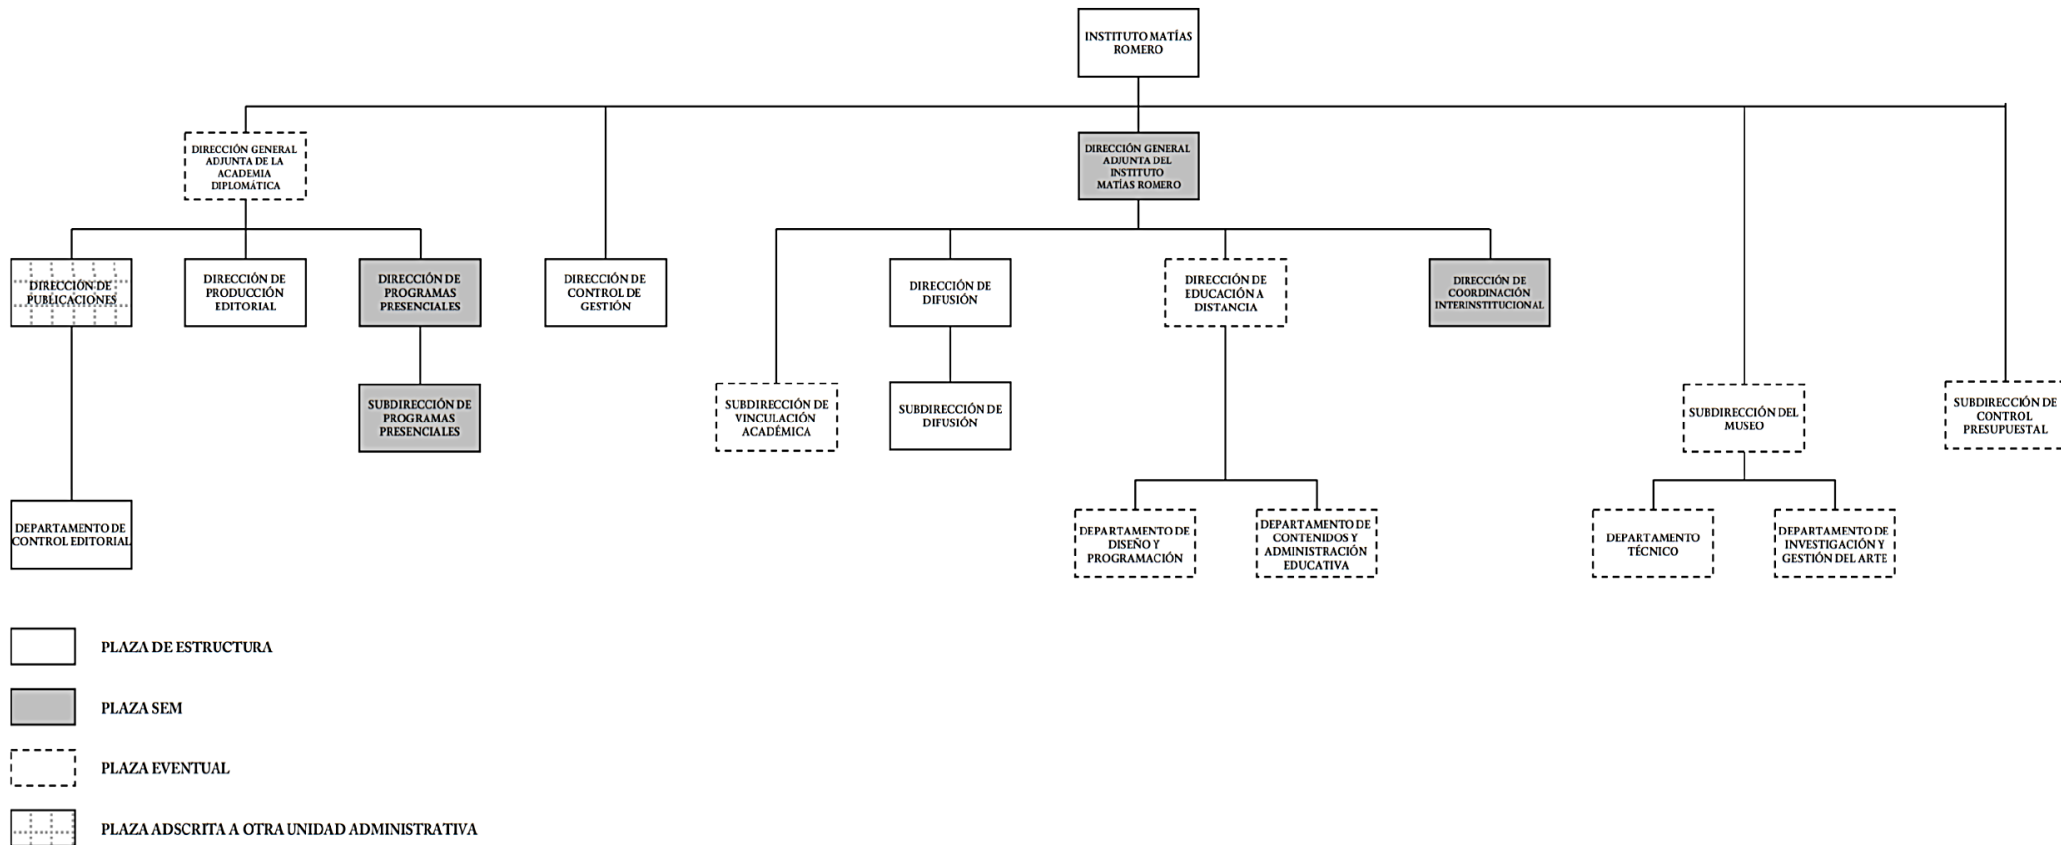 INSTITUTO MATÍAS
ROMERO
DIRECCIÓN GENERAL
ADJUNTA DE LA
ACADEMIA
DIPLOMÁTICA
DIRECCIÓN GENERAL
ADJUNTA DEL
INSTITUTO
MATÍAS ROMERO
DIRECCIÓN DE
PUBLICACIONES
DIRECCIÓN DE
PRODUCCIÓN
EDITORIAL
DIRECCIÓN DE
PROGRAMAS
PRESENCIALES
DIRECCIÓN DE
CONTROL DE
GESTIÓN
DIRECCIÓN DE
DIFUSIÓN
DIRECCIÓN DE
EDUCACIÓN A
DISTANCIA
DIRECCIÓN DE
COORDINACIÓN
INTERINSTITUCIONAL
SUBDIRECCIÓN DE
PROGRAMAS
PRESENCIALES
SUBDIRECCIÓN DE
VINCULACIÓN
ACADÉMICA
SUBDIRECCIÓN DE
DIFUSIÓN
SUBDIRECCIÓN DEL
MUSEO
SUBDIRECCIÓN DE
CONTROL
PRESUPUESTAL
DEPARTAMENTO DE
CONTROL EDITORIAL
DEPARTAMENTO DE
DISEÑO Y
PROGRAMACIÓN
DEPARTAMENTO DE
CONTENIDOS Y
ADMINISTRACIÓN
EDUCATIVA
DEPARTAMENTO
TÉCNICO
DEPARTAMENTO DE
INVESTIGACIÓN Y
GESTIÓN DEL ARTE
PLAZA DE ESTRUCTURA
PLAZA SEM
PLAZA EVENTUAL
PLAZA ADSCRITA A OTRA UNIDAD ADMINISTRATIVA